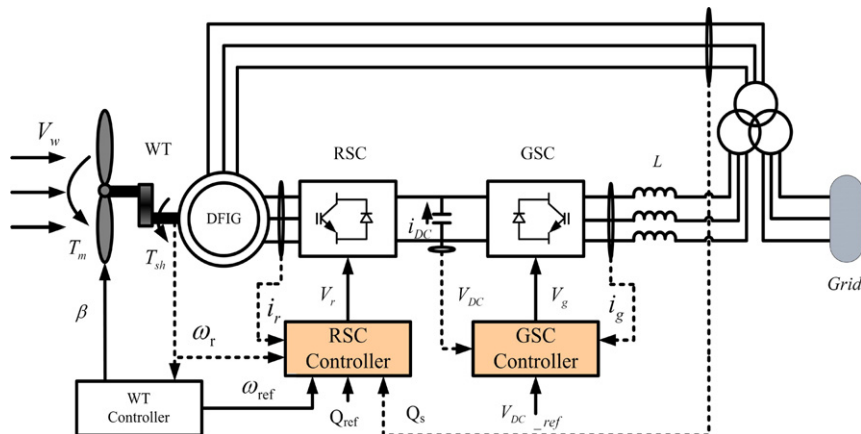 V_w
WT
RSC
GSC
L
DFIG
i_DC
T_m
T_sh
Grid
β
ω_r
i_r
V_r
V_DC
V_g
i_g
RSC
Controller
GSC
Controller
WT
Controller
ω_ref
Q_ref
Q_s
V_DC_ref